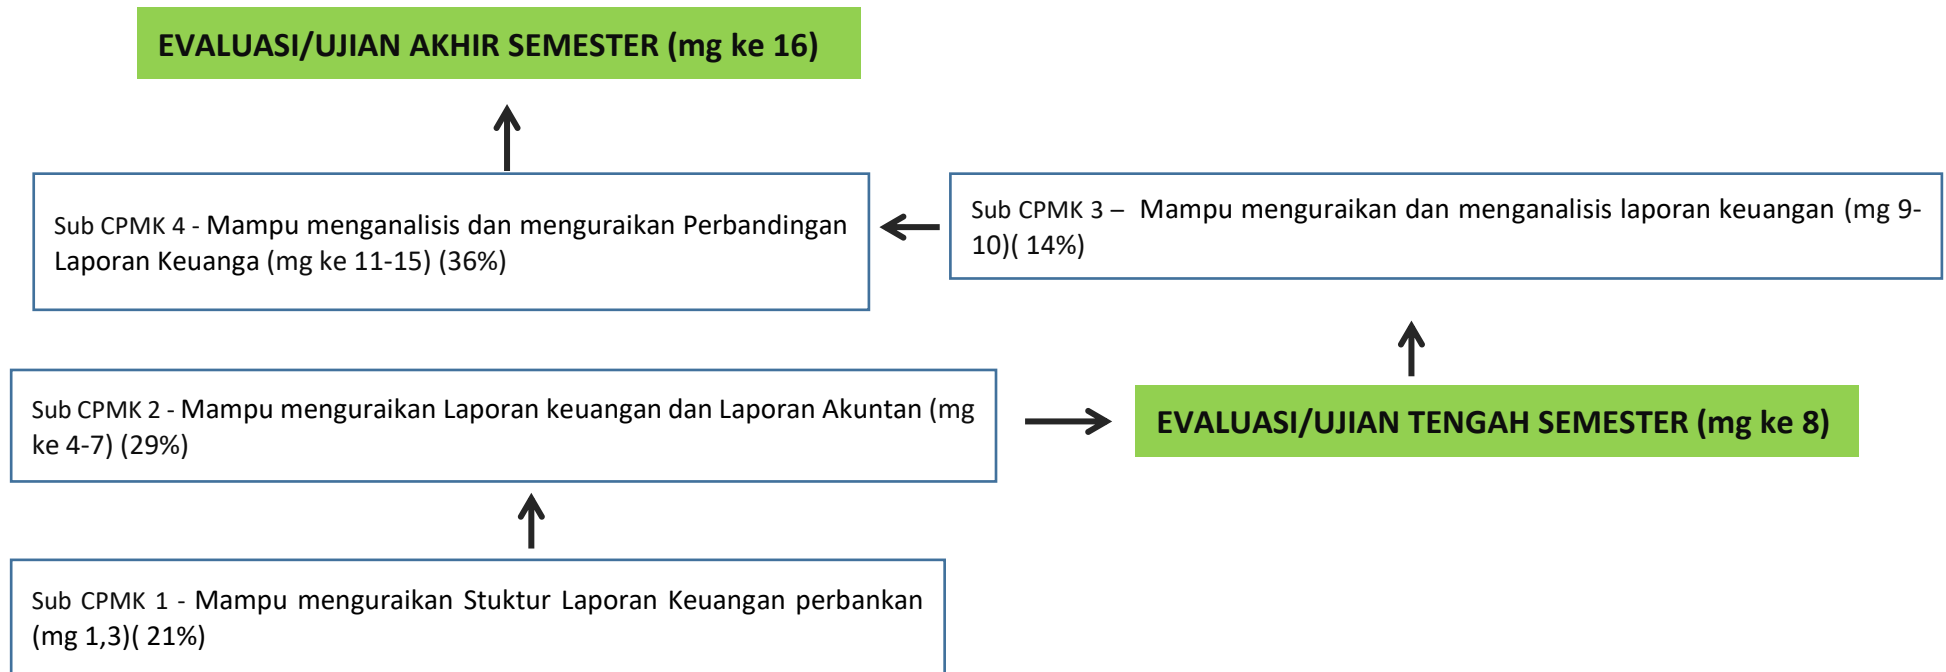 EVALUASI/UJIAN AKHIR SEMESTER (mg ke 16)
Sub CPMK 4 - Mampu menganalisis dan menguraikan Perbandingan
Laporan Keuanga (mg ke 11-15) (36%)
Sub CPMK 3 – Mampu menguraikan dan menganalisis laporan keuangan (mg 9-
10)( 14%)
Sub CPMK 2 - Mampu menguraikan Laporan keuangan dan Laporan Akuntan (mg
ke 4-7) (29%)
EVALUASI/UJIAN TENGAH SEMESTER (mg ke 8)
Sub CPMK 1 - Mampu menguraikan Stuktur Laporan Keuangan perbankan
(mg 1,3)( 21%)